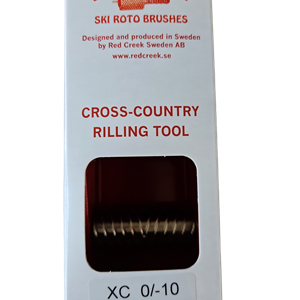 SKI ROTO BRUSHES
Designed and produced in Sweden
by Red Creek Sweden AB
www.redcreek.se
CROSS-COUNTRY
RILLING TOOL
XC 0/-10